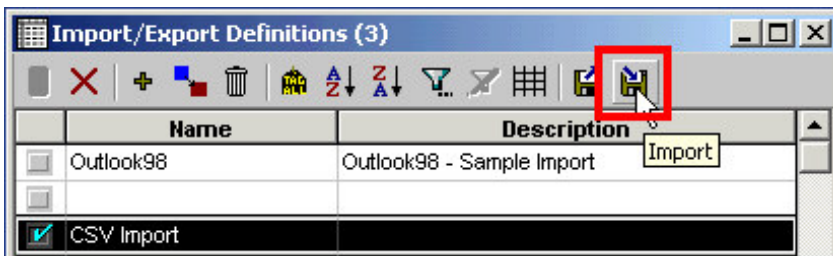 Import/Export Definitions (3)
Name Description
Import
Outlook98 Outlook98 - Sample Import
CSV Import